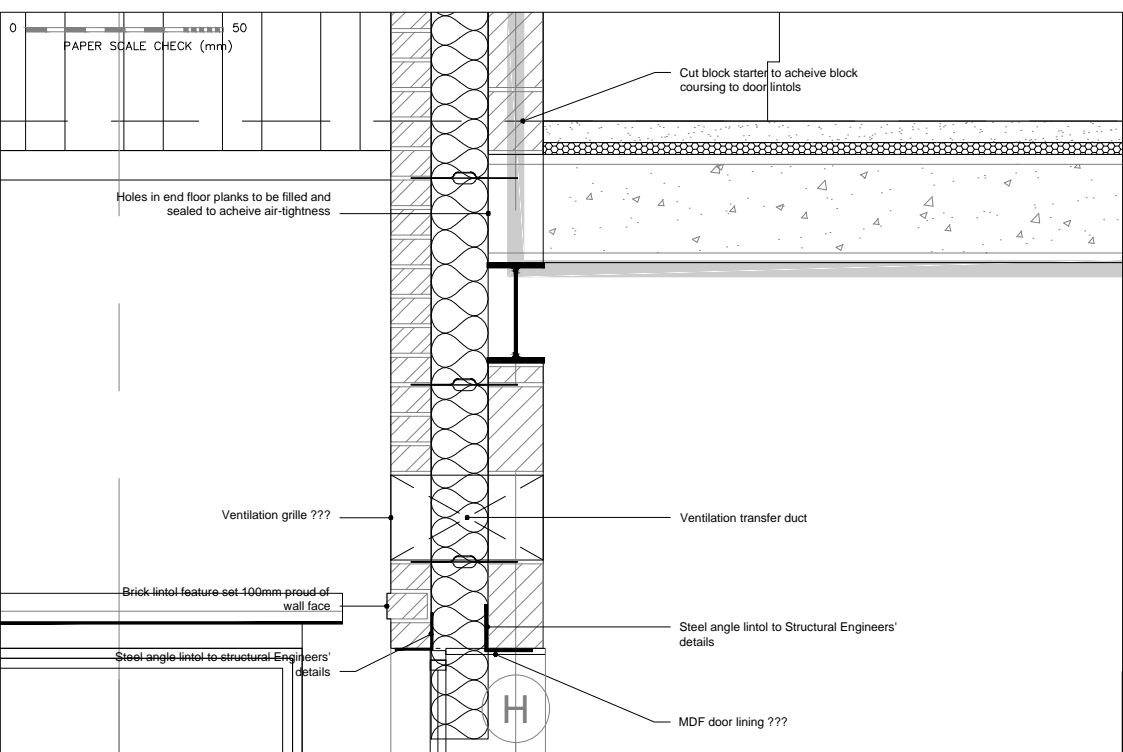 0 50
PAPER SCALE CHECK (mm)
Cut block starter to acheive block
coursing to door lintols
Holes in end floor planks to be filled and
sealed to acheive air-tightness
Ventilation grille ???
Ventilation transfer duct
Brick lintol feature set 100mm proud of
wall face
Steel angle lintol to Structural Engineers'
details
Steel angle lintol to structural Engineers'
details
H
MDF door lining ???